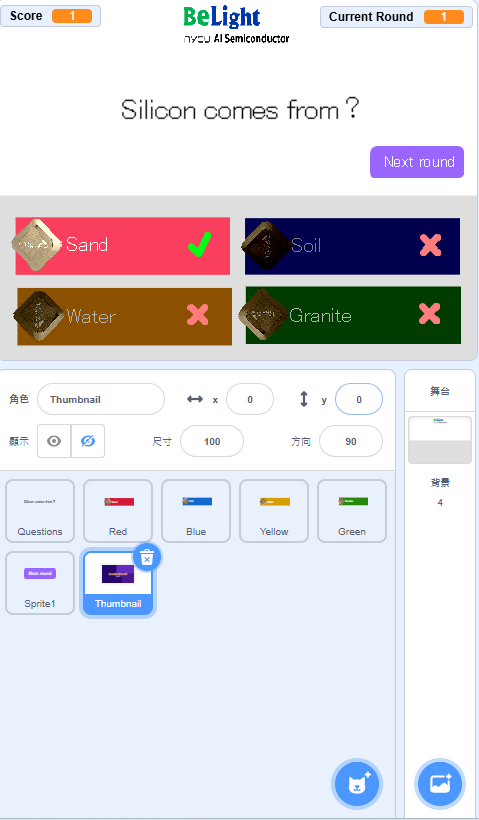 Score 1
BeLight
NYCU AI Semiconductor
Current Round 1
Silicon comes from?
Next round
Sand
Soil
Water
Granite
角色 Thumbnail x 0 y 0
顯示 尺寸 100 方向 90
舞台
背景
4
Questions Red Blue Yellow Green
Sprite1 Thumbnail